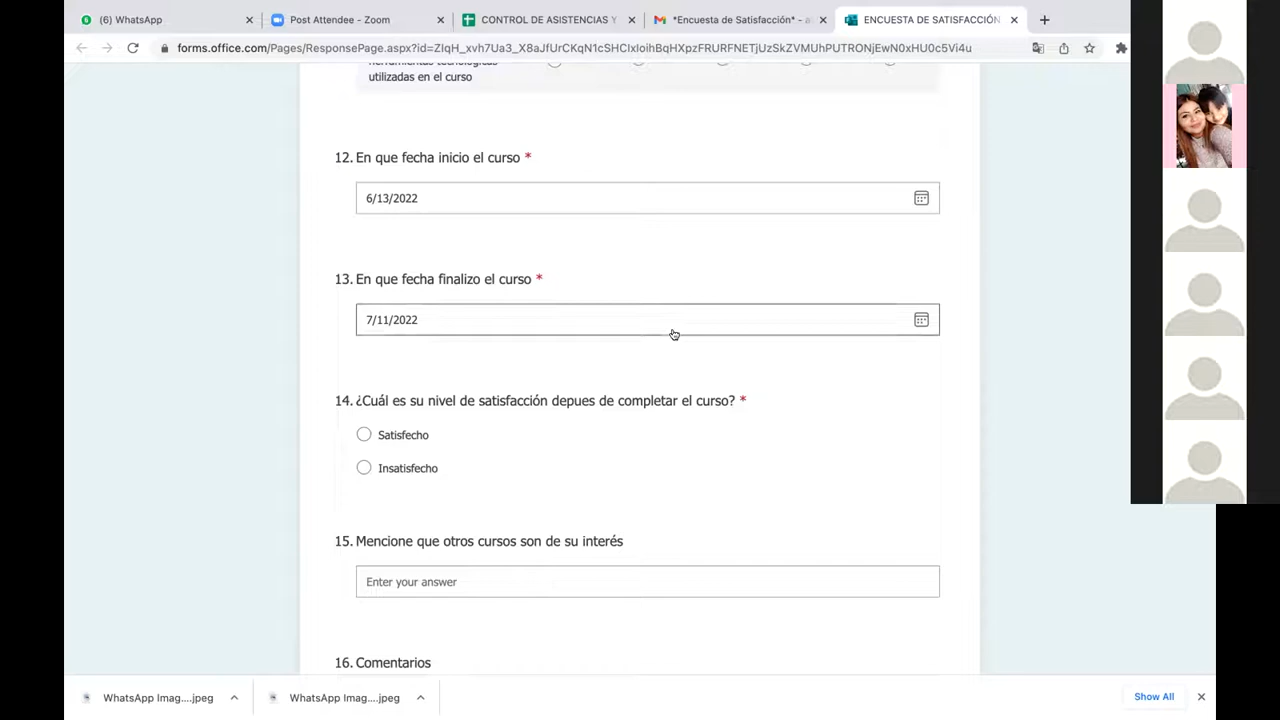 (6) WhatsApp
Post Attendee - Zoom
CONTROL DE ASISTENCIAS Y
*Encuesta de Satisfacción* - a
ENCUESTA DE SATISFACCIÓN
forms.office.com/Pages/ResponsePage.aspx?id=ZIqH_xvh7Ua3_X8aJfUrCKqN1cSHCIxIoihBqHXpzFRURFNETjUzSkZVMUhPUTRONjEwN0xHU0c5Vi4u
herramientas tecnológicas
utilizadas en el curso
12. En que fecha inicio el curso *
6/13/2022
13. En que fecha finalizo el curso *
7/11/2022
14. ¿Cuál es su nivel de satisfacción depues de completar el curso? *
Satisfecho
Insatisfecho
15. Mencione que otros cursos son de su interés
Enter your answer
16. Comentarios
WhatsApp Imag....jpeg
WhatsApp Imag....jpeg
Show All